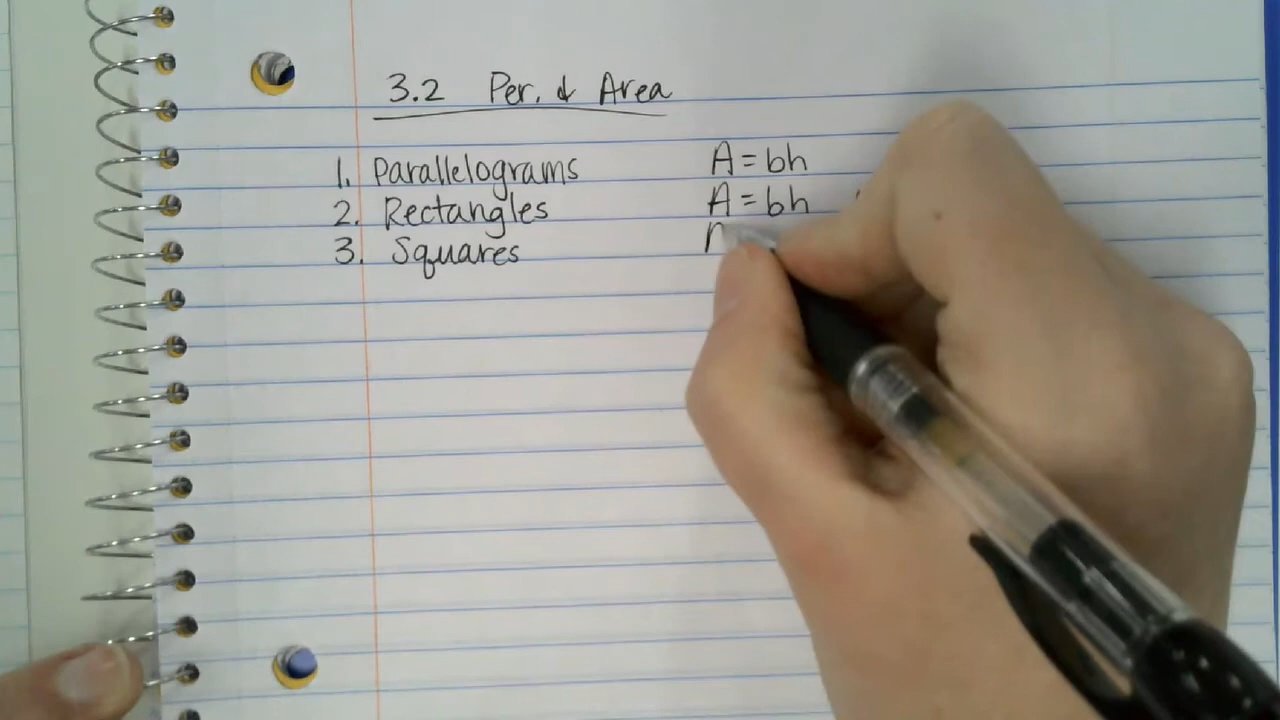 3.2 Per. & Area
1. Parallelograms A = bh
2. Rectangles A = bh
3. Squares